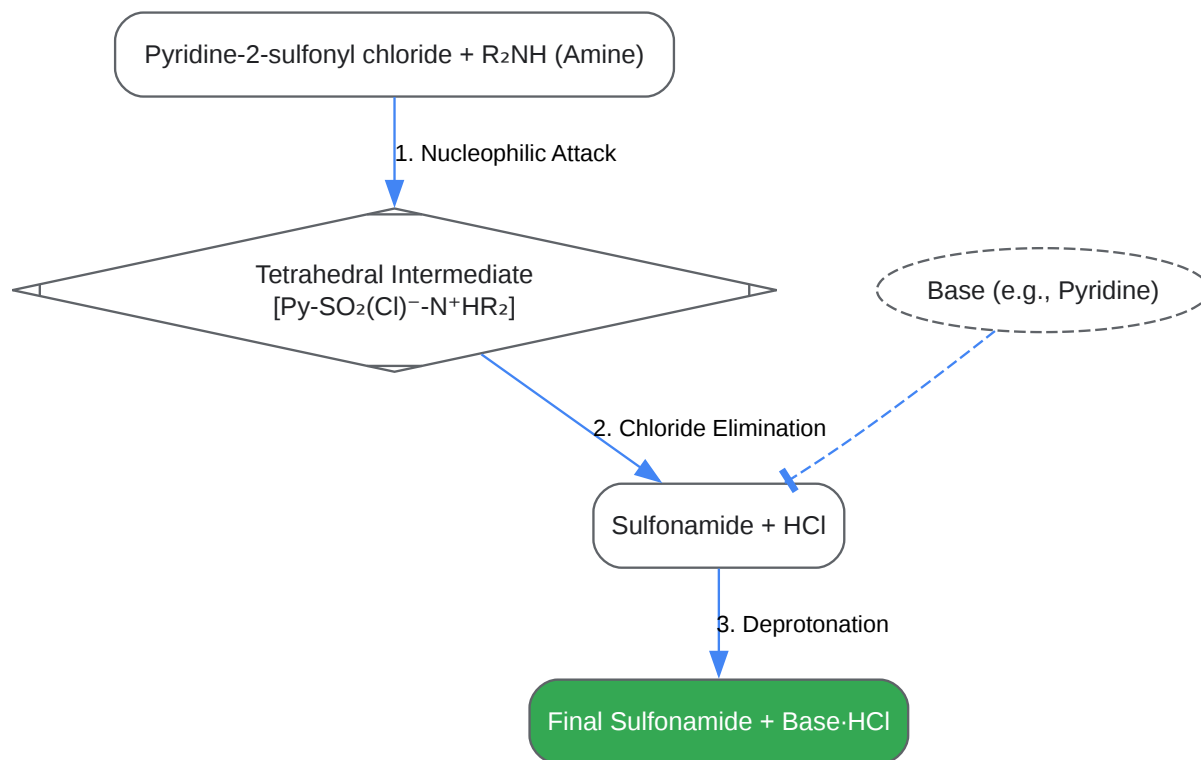 Pyridine-2-sulfonyl chloride + R₂NH (Amine)
1. Nucleophilic Attack
Tetrahedral Intermediate
[Py-SO₂(Cl)⁻-N⁺HR₂]
Base (e.g., Pyridine)
2. Chloride Elimination
Sulfonamide + HCl
3. Deprotonation
Final Sulfonamide + Base·HCl